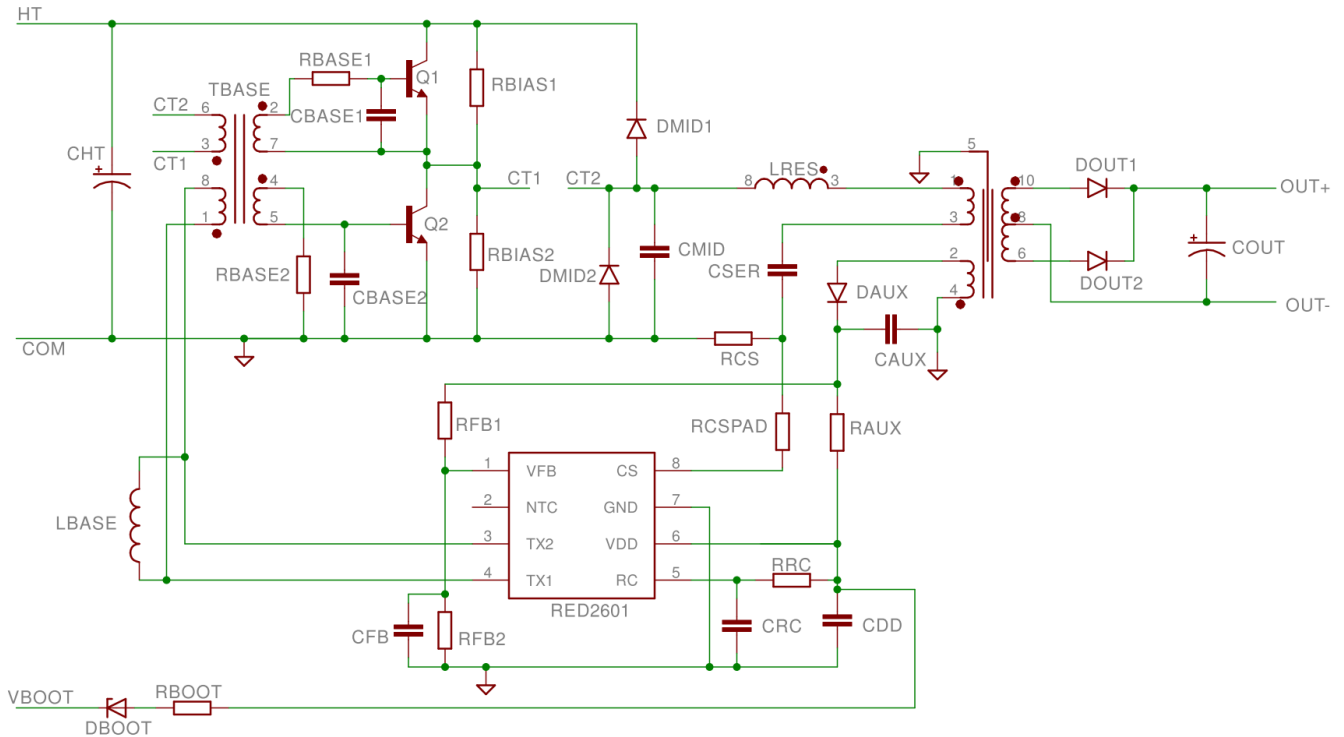 HT
RBASE1
Q1
RBIAS1
TBASE
CT2
6
2
CBASE1
DMID1
CHT
+
3
7
CT1
5
DOUT1
8
4
CT1
CT2
8
LRES
3
1
10
OUT+
1
5
Q2
3
8
+
RBASE2
RBIAS2
CMID
COUT
CBASE2
DMID2
CSER
2
6
DAUX
DOUT2
4
OUT-
COM
RCS
CAUX
RFB1
RCSPAD
RAUX
1
VFB
CS
8
2
NTC
GND
7
LBASE
3
TX2
VDD
6
4
TX1
RC
5
RRC
RED2601
CFB
RFB2
CRC
CDD
VBOOT
RBOOT
DBOOT